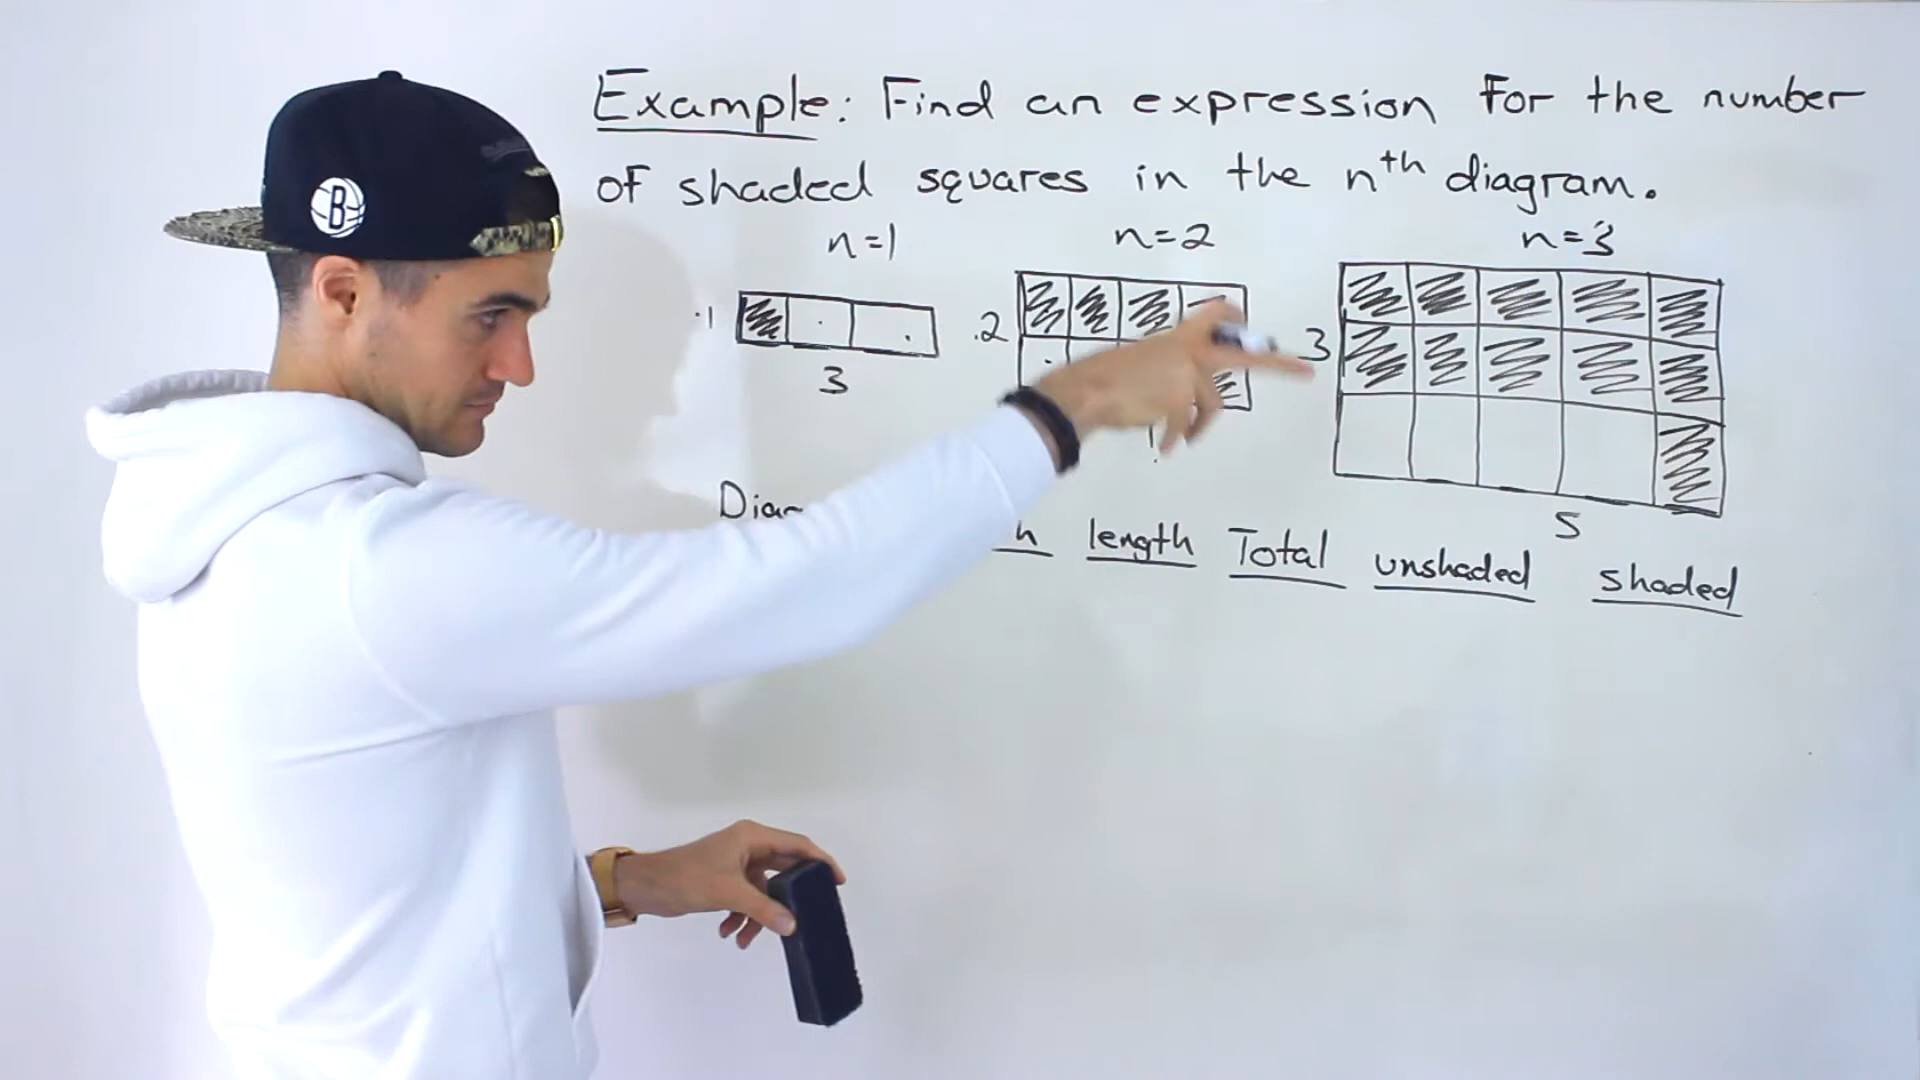 Example: Find an expression for the number
of shaded squares in the nth diagram.
n=1 n=2 n=3
1 2 3
3 5
length Total unshaded shaded
B